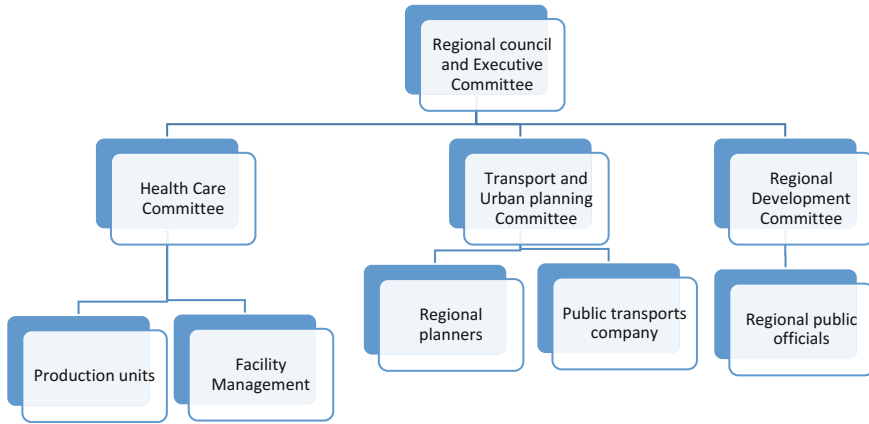 Regional council
and Executive
Committee
Health Care
Committee
Transport and
Urban planning
Committee
Regional
Development
Committee
Production units
Facility
Management
Regional
planners
Public transports
company
Regional public
officials